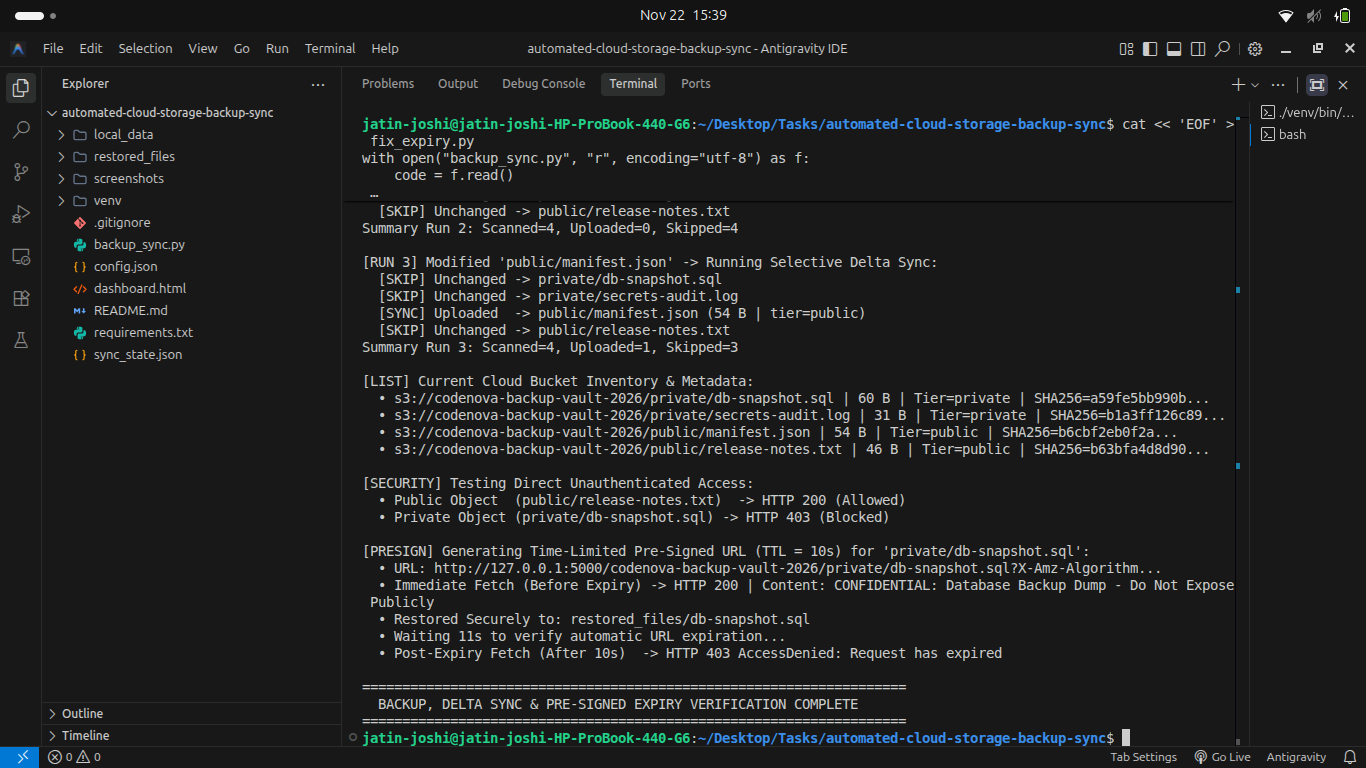 Nov 22 15:39
File Edit Selection View Go Run Terminal Help
automated-cloud-storage-backup-sync - Antigravity IDE
Explorer
automated-cloud-storage-backup-sync
local_data
restored_files
screenshots
venv
.gitignore
backup_sync.py
config.json
dashboard.html
README.md
requirements.txt
sync_state.json
Outline
Timeline
Problems Output Debug Console Terminal Ports
jatin-joshi@jatin-joshi-HP-ProBook-440-G6:~/Desktop/Tasks/automated-cloud-storage-backup-sync$ cat << 'EOF' >
fix_expiry.py
with open("backup_sync.py", "r", encoding="utf-8") as f:
    code = f.read()
…
[SKIP] Unchanged -> public/release-notes.txt
Summary Run 2: Scanned=4, Uploaded=0, Skipped=4
[RUN 3] Modified 'public/manifest.json' -> Running Selective Delta Sync:
  [SKIP] Unchanged -> private/db-snapshot.sql
  [SKIP] Unchanged -> private/secrets-audit.log
  [SYNC] Uploaded  -> public/manifest.json (54 B | tier=public)
  [SKIP] Unchanged -> public/release-notes.txt
Summary Run 3: Scanned=4, Uploaded=1, Skipped=3
[LIST] Current Cloud Bucket Inventory & Metadata:
  • s3://codenova-backup-vault-2026/private/db-snapshot.sql | 60 B | Tier=private | SHA256=a59fe5bb990b...
  • s3://codenova-backup-vault-2026/private/secrets-audit.log | 31 B | Tier=private | SHA256=b1a3ff126c89...
  • s3://codenova-backup-vault-2026/public/manifest.json | 54 B | Tier=public | SHA256=b6cbf2eb0f2a...
  • s3://codenova-backup-vault-2026/public/release-notes.txt | 46 B | Tier=public | SHA256=b63bfa4d8d90...
[SECURITY] Testing Direct Unauthenticated Access:
  • Public Object  (public/release-notes.txt)  -> HTTP 200 (Allowed)
  • Private Object (private/db-snapshot.sql) -> HTTP 403 (Blocked)
[PRESIGN] Generating Time-Limited Pre-Signed URL (TTL = 10s) for 'private/db-snapshot.sql':
  • URL: http://127.0.0.1:5000/codenova-backup-vault-2026/private/db-snapshot.sql?X-Amz-Algorithm...
  • Immediate Fetch (Before Expiry) -> HTTP 200 | Content: CONFIDENTIAL: Database Backup Dump - Do Not Expose
Publicly
  • Restored Securely to: restored_files/db-snapshot.sql
  • Waiting 11s to verify automatic URL expiration...
  • Post-Expiry Fetch (After 10s)  -> HTTP 403 AccessDenied: Request has expired
====================================================================
  BACKUP, DELTA SYNC & PRE-SIGNED EXPIRY VERIFICATION COMPLETE
====================================================================
jatin-joshi@jatin-joshi-HP-ProBook-440-G6:~/Desktop/Tasks/automated-cloud-storage-backup-sync$
./venv/bin/...
bash
0 0
Tab Settings Go Live Antigravity